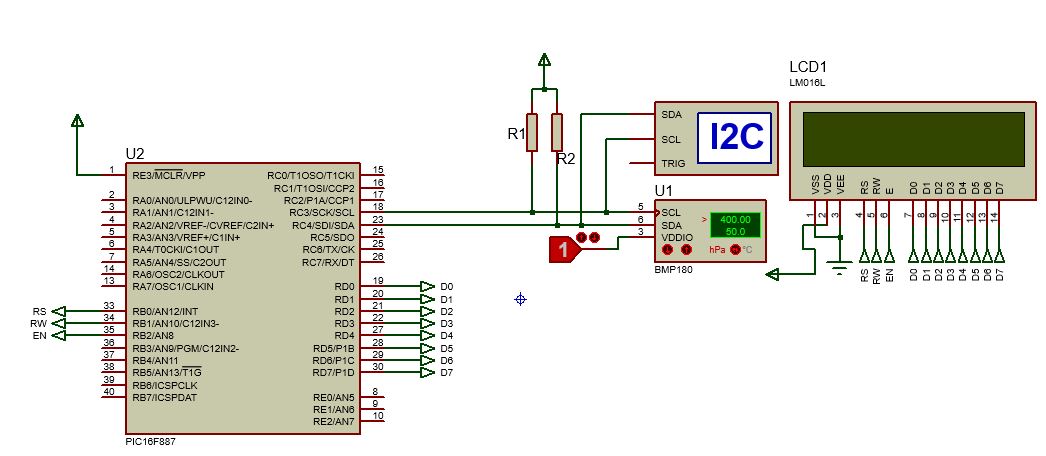 LCD1
LM016L
VSS
VDD
VEE
RS
RW
E
D0
D1
D2
D3
D4
D5
D6
D7
1
2
3
4
5
6
7
8
9
10
11
12
13
14
RS
RW
EN
D0
D1
D2
D3
D4
D5
D6
D7
R1
R2
SDA
SCL
TRIG
I2C
U1
5 SCL
6 SDA
3 VDDIO
1
> 400.00
50.0
hPa °C
BMP180
U2
1 RE3/MCLR/VPP
2 RA0/AN0/ULPWU/C12IN0-
3 RA1/AN1/C12IN1-
4 RA2/AN2/VREF-/CVREF/C2IN+
5 RA3/AN3/VREF+/C1IN+
6 RA4/T0CKI/C1OUT
7 RA5/AN4/SS/C2OUT
14 RA6/OSC2/CLKOUT
13 RA7/OSC1/CLKIN
RS 33 RB0/AN12/INT
RW 34 RB1/AN10/C12IN3-
EN 35 RB2/AN8
36 RB3/AN9/PGM/C12IN2-
37 RB4/AN11
38 RB5/AN13/T1G
39 RB6/ICSPCLK
40 RB7/ICSPDAT
RC0/T1OSO/T1CKI 15
RC1/T1OSI/CCP2 16
RC2/P1A/CCP1 17
RC3/SCK/SCL 18
RC4/SDI/SDA 23
RC5/SDO 24
RC6/TX/CK 25
RC7/RX/DT 26
RD0 19 D0
RD1 20 D1
RD2 21 D2
RD3 22 D3
RD4 27 D4
RD5/P1B 28 D5
RD6/P1C 29 D6
RD7/P1D 30 D7
RE0/AN5 8
RE1/AN6 9
RE2/AN7 10
PIC16F887